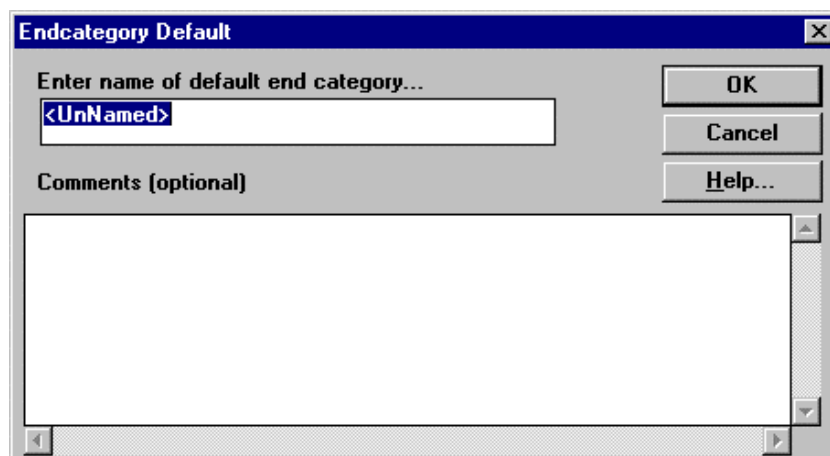 Endcategory Default
Enter name of default end category...
<UnNamed>
OK
Cancel
Comments (optional)
Help...